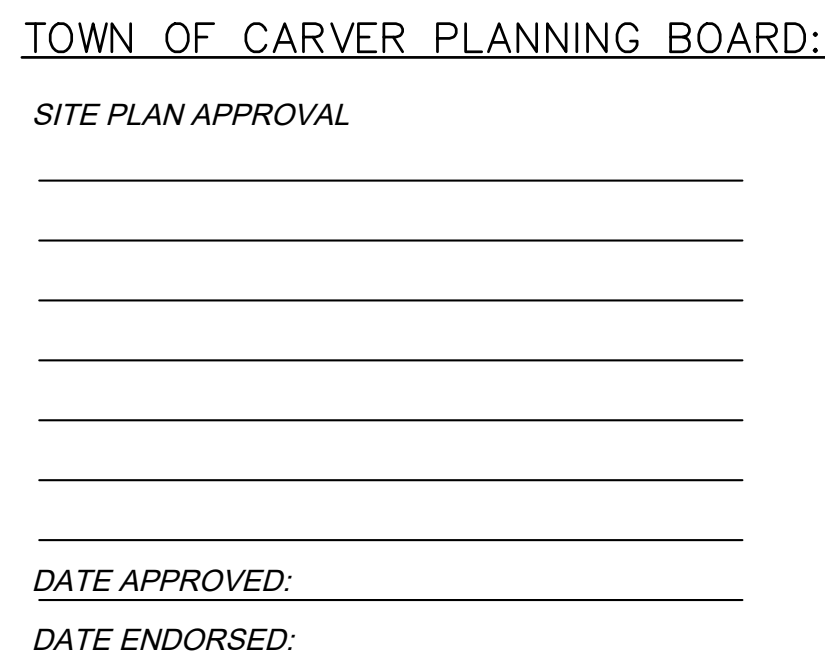 TOWN OF CARVER PLANNING BOARD:
SITE PLAN APPROVAL
DATE APPROVED:
DATE ENDORSED: